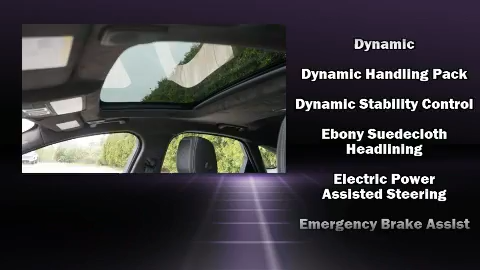 Dynamic
Dynamic Handling Pack
Dynamic Stability Control
Ebony Suedecloth
Headlining
Electric Power
Assisted Steering
Emergency Brake Assist